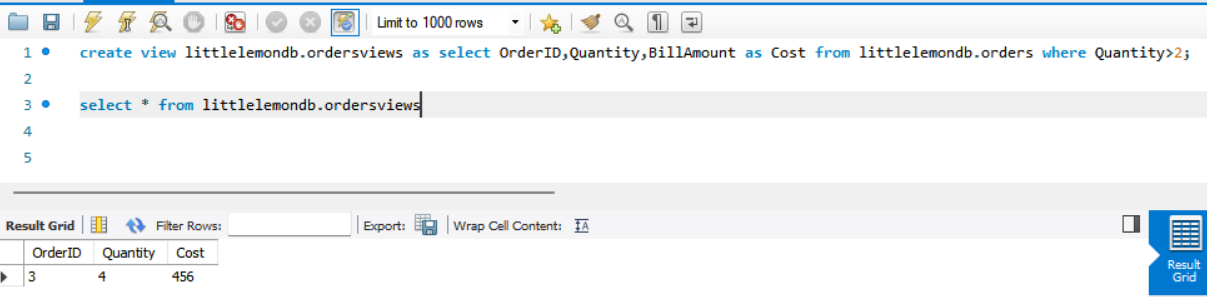 Limit to 1000 rows
1 create view littlelemondb.ordersviews as select OrderID,Quantity,BillAmount as Cost from littlelemondb.orders where Quantity>2;
2
3 select * from littlelemondb.ordersviews
4
5
Result Grid Filter Rows: Export: Wrap Cell Content: IA
OrderID Quantity Cost
3 4 456
Result
Grid